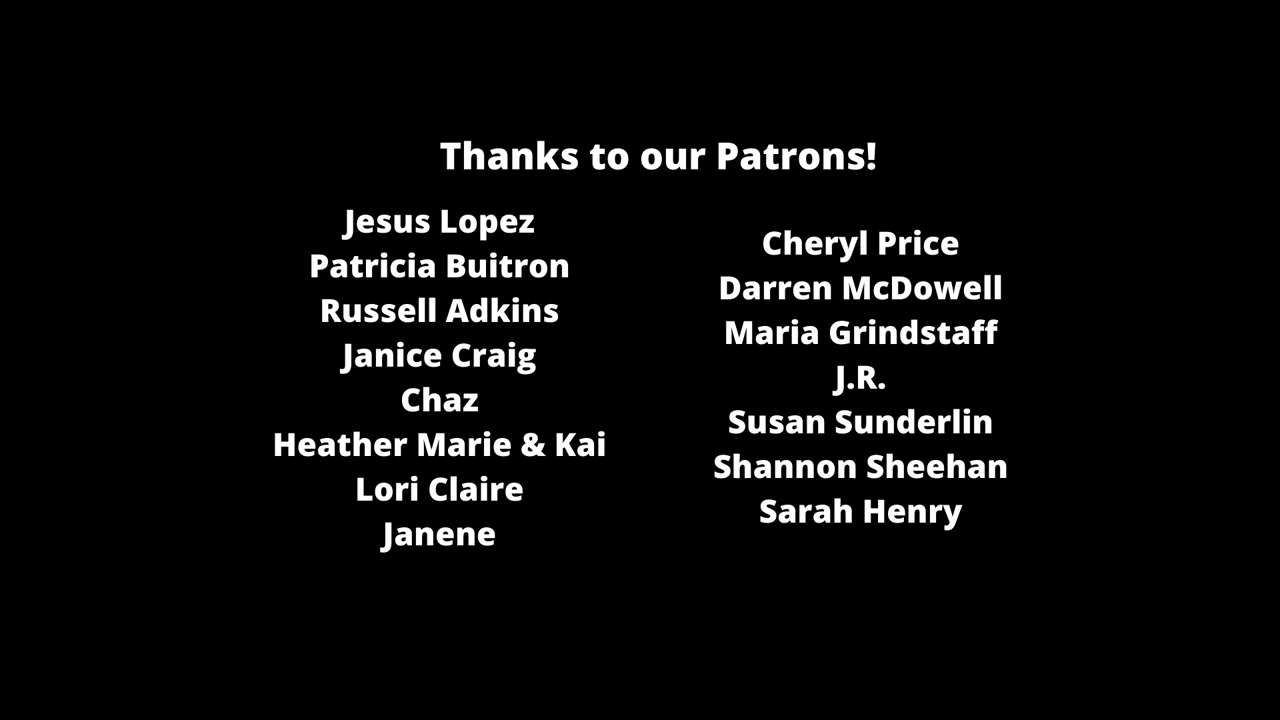 Thanks to our Patrons!
Jesus Lopez
Patricia Buitron
Russell Adkins
Janice Craig
Chaz
Heather Marie & Kai
Lori Claire
Janene
Cheryl Price
Darren McDowell
Maria Grindstaff
J.R.
Susan Sunderlin
Shannon Sheehan
Sarah Henry